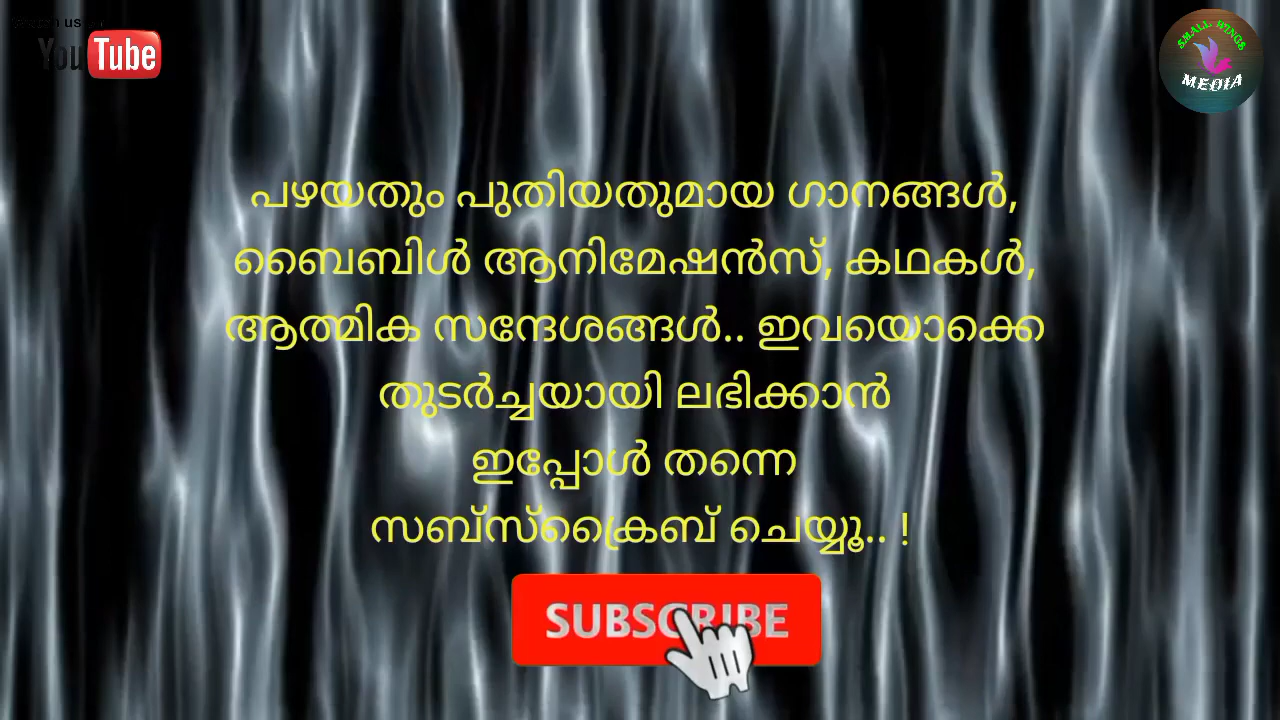 us
YouTube
SMALL WINGS
MEDIA
പഴയതും പുതിയതുമായ ഗാനങ്ങൾ,
ബൈബിൾ ആനിമേഷൻസ്, കഥകൾ,
ആത്മിക സന്ദേശങ്ങൾ.. ഇവയൊക്കെ
തുടർച്ചയായി ലഭിക്കാൻ
ഇപ്പോൾ തന്നെ
സബ്സ്ക്രൈബ് ചെയ്യൂ.. !
SUBSCRIBE